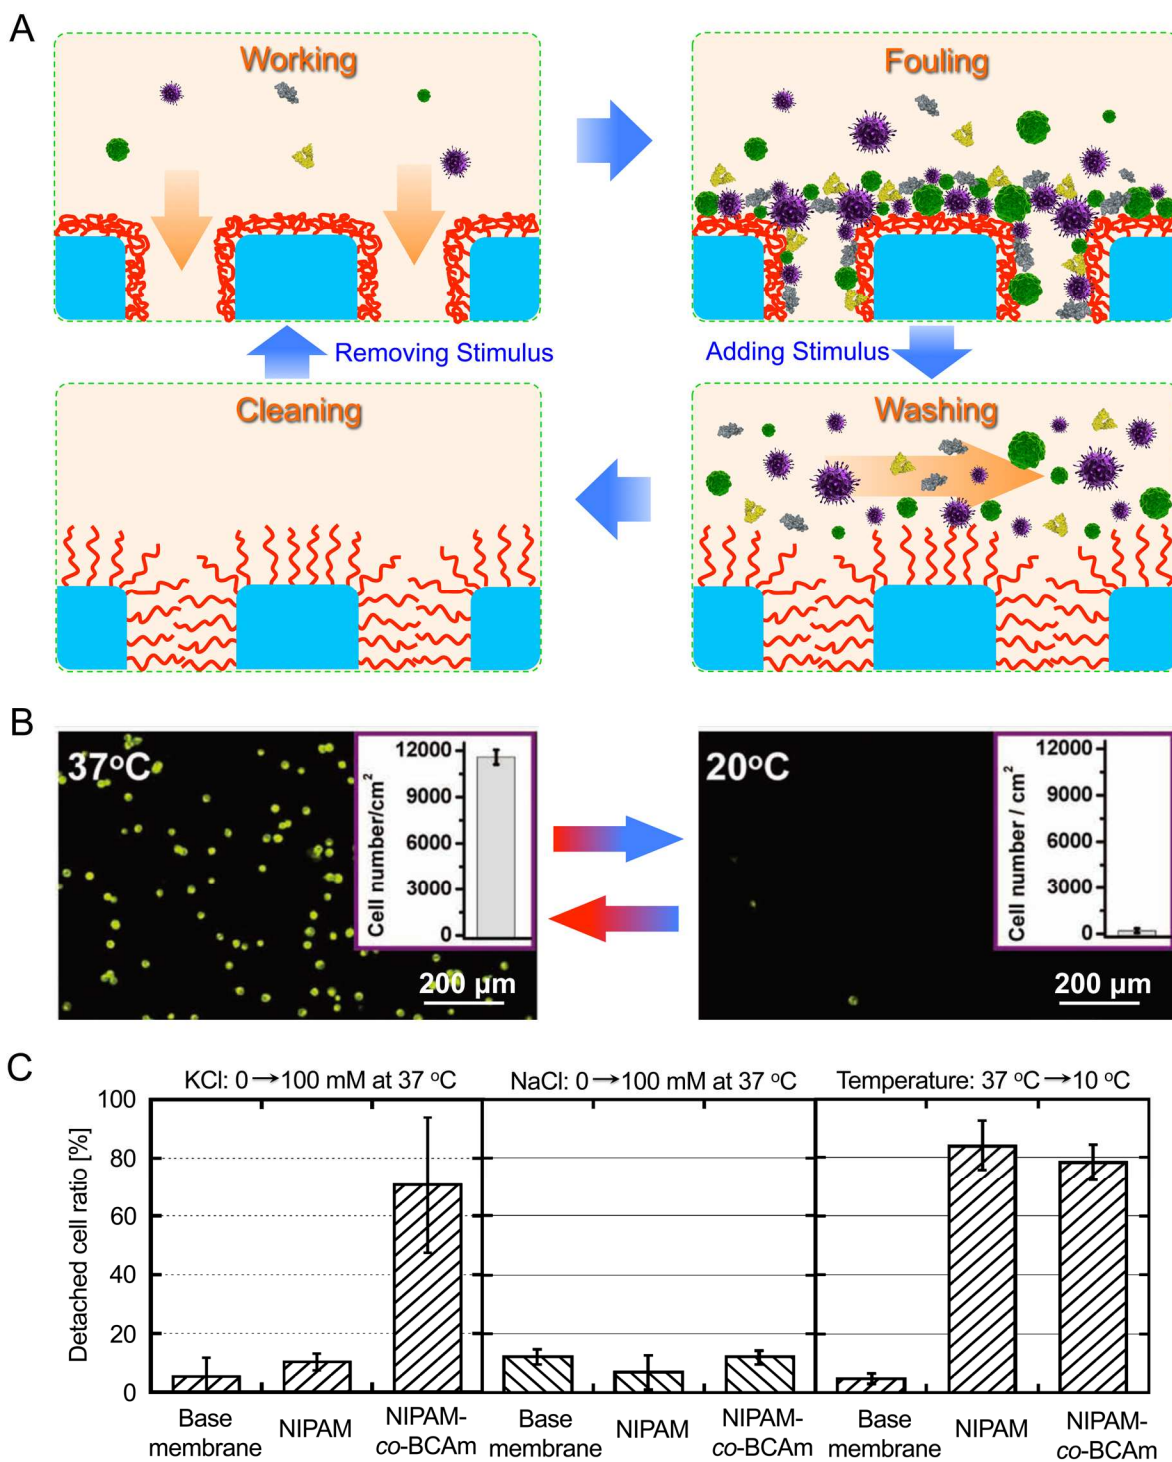 A
Working
Fouling
Removing Stimulus
Adding Stimulus
Cleaning
Washing
B
37°C
12000
9000
6000
3000
0
Cell number/cm²
200 µm
20°C
12000
9000
6000
3000
0
Cell number / cm²
200 µm
C
KCl: 0→100 mM at 37 °C
NaCl: 0→100 mM at 37 °C
Temperature: 37 °C→10 °C
Detached cell ratio [%]
100
80
60
40
20
0
Base
membrane
NIPAM
NIPAM-
co-BCAm
Base
membrane
NIPAM
NIPAM-
co-BCAm
Base
membrane
NIPAM
NIPAM-
co-BCAm